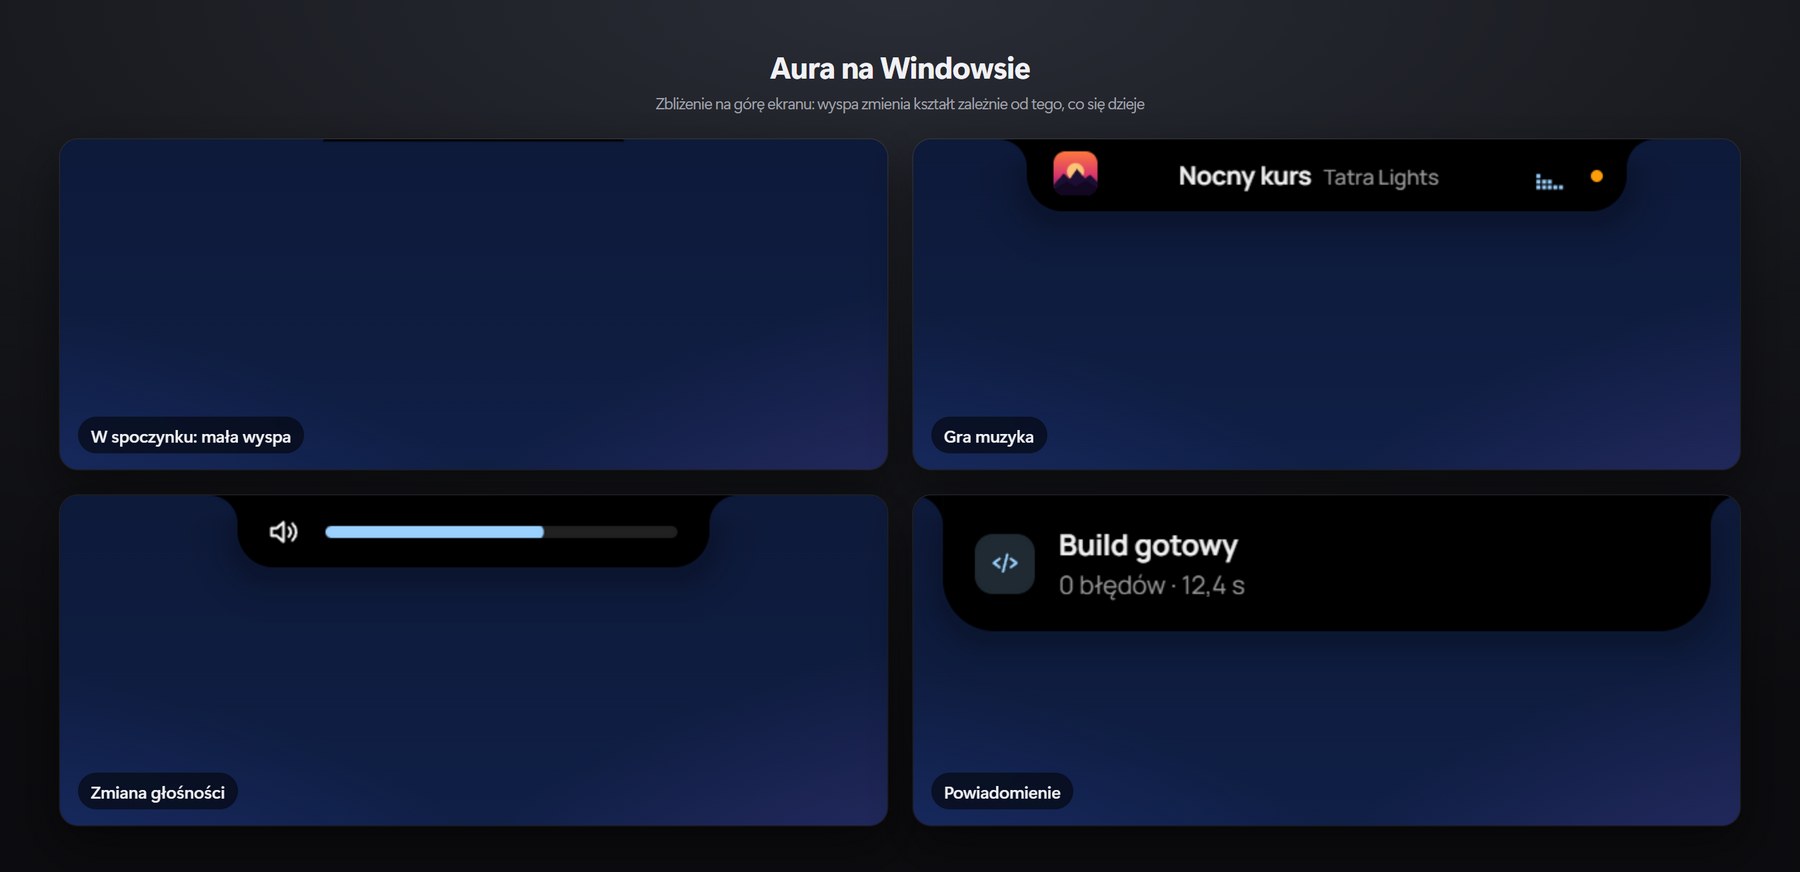 Aura na Windowsie
Zbliżenie na górę ekranu: wyspa zmienia kształt zależnie od tego, co się dzieje
W spoczynku: mała wyspa
Nocny kurs Tatra Lights
Gra muzyka
Zmiana głośności
</>
Build gotowy
0 błędów · 12,4 s
Powiadomienie